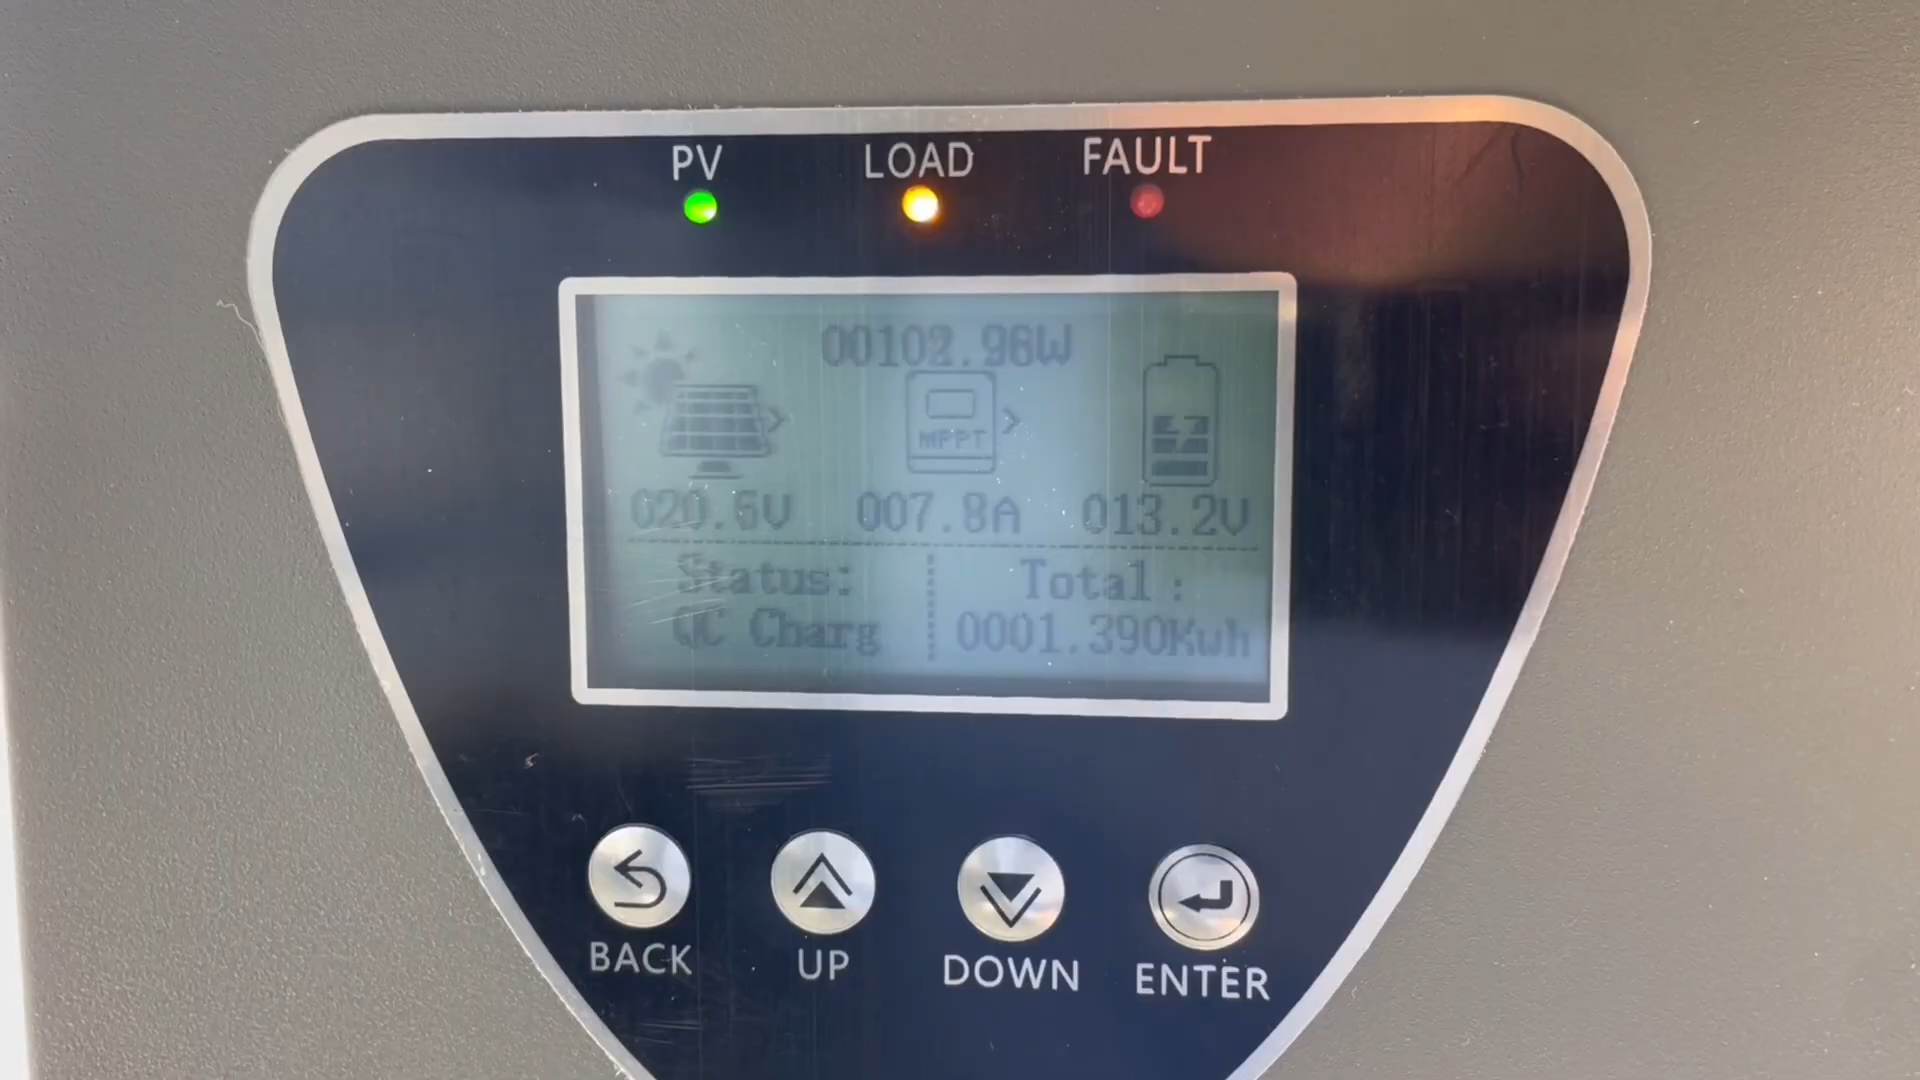 PV LOAD FAULT
00102.96W
MPPT
020.6V 007.8A 013.2V
Status: Total :
QC Charg 0001.390Kwh
BACK UP DOWN ENTER